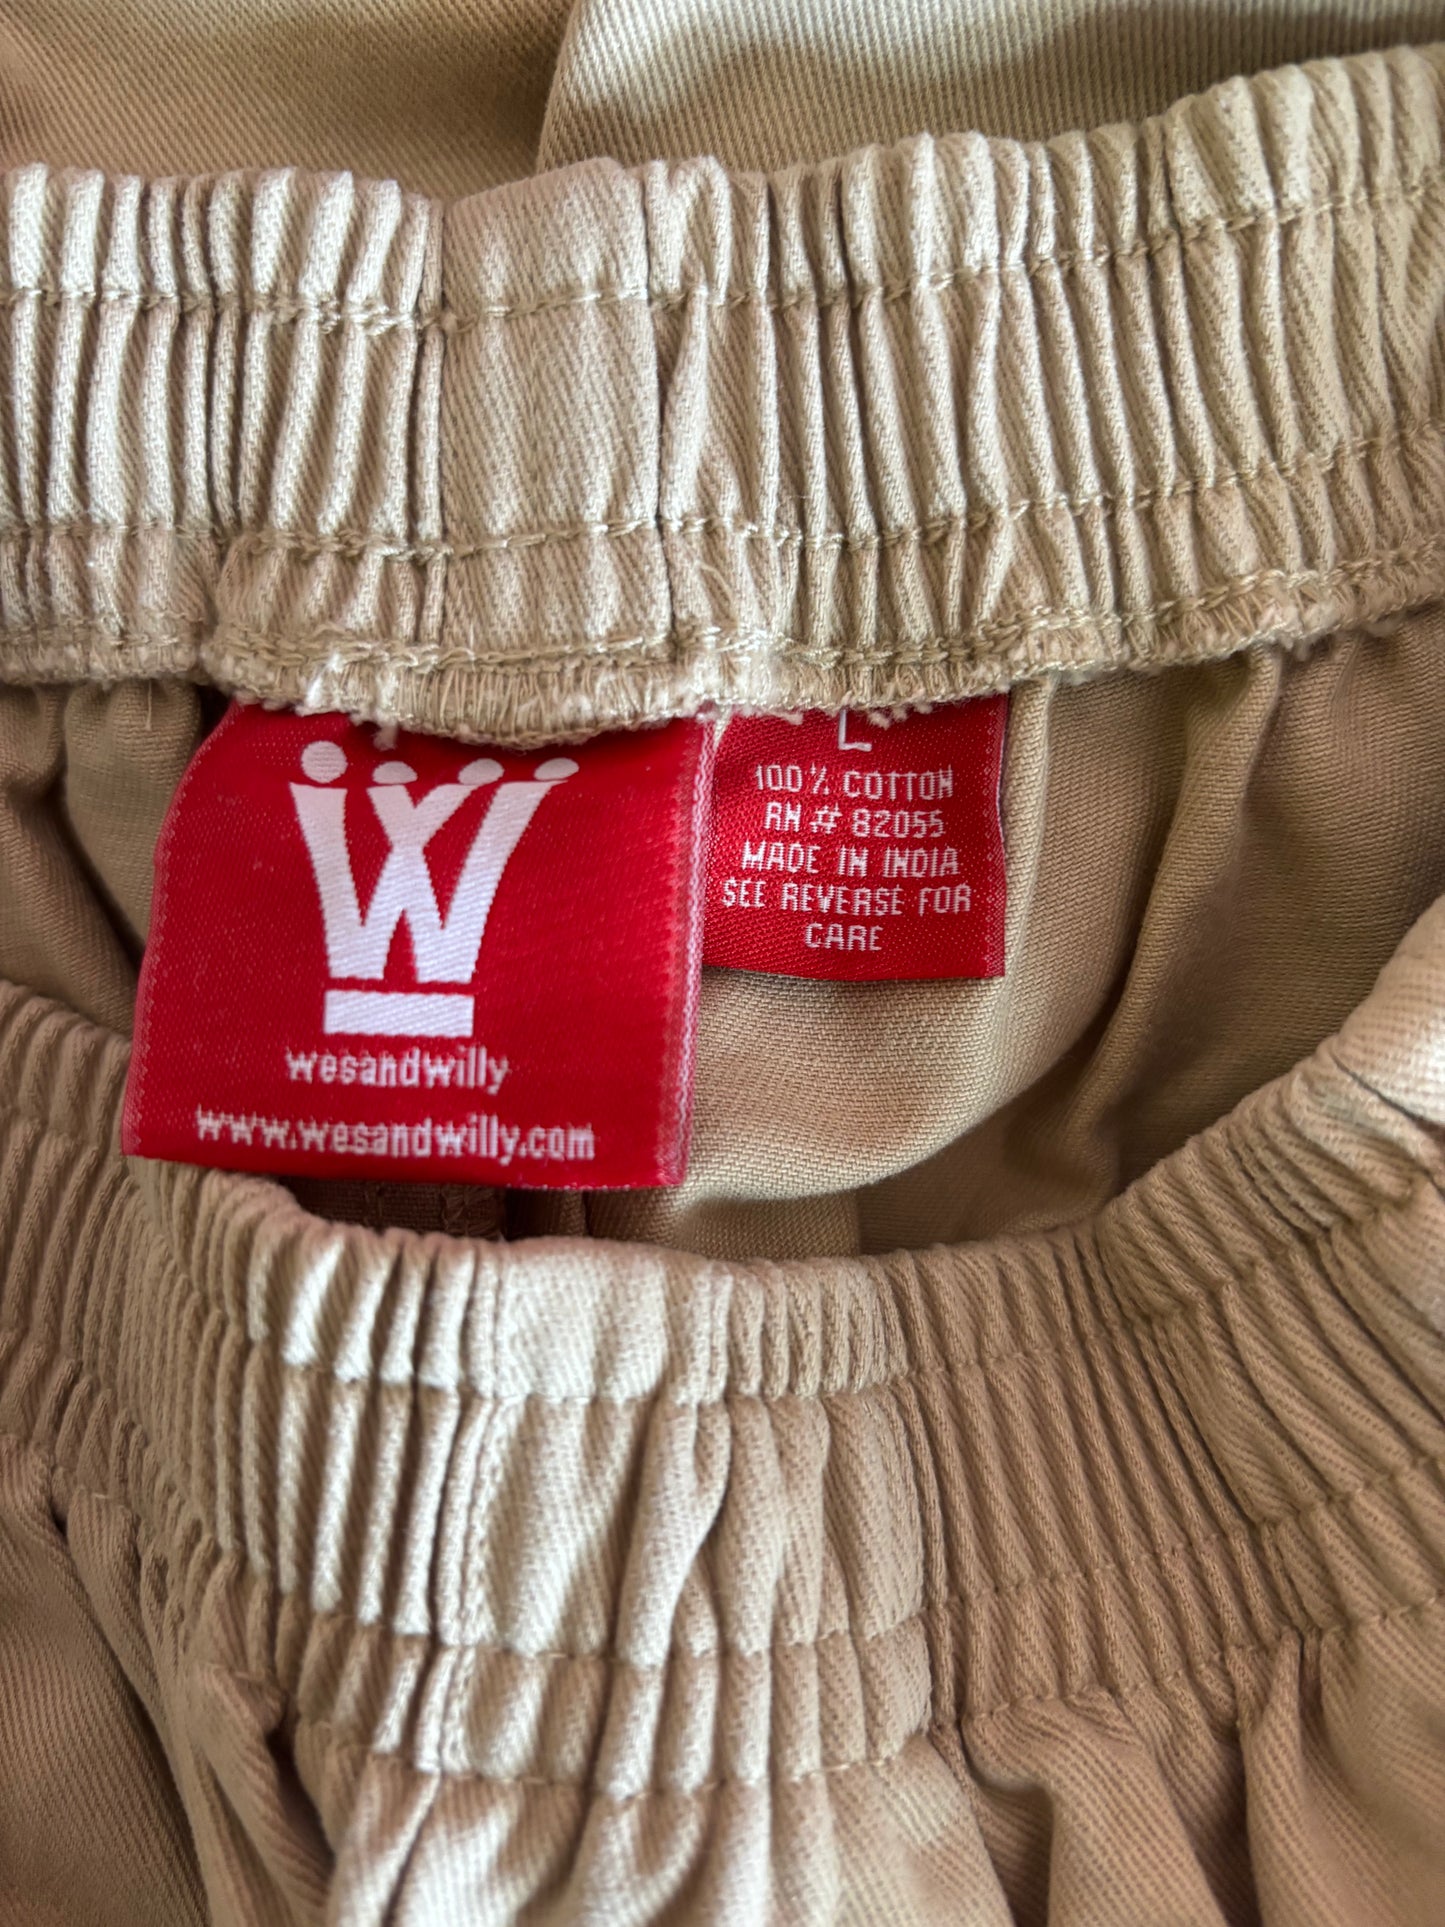 W
wesandwilly
www.wesandwilly.com
L
100% COTTON
RN # 82055
MADE IN INDIA
SEE REVERSE FOR
CARE